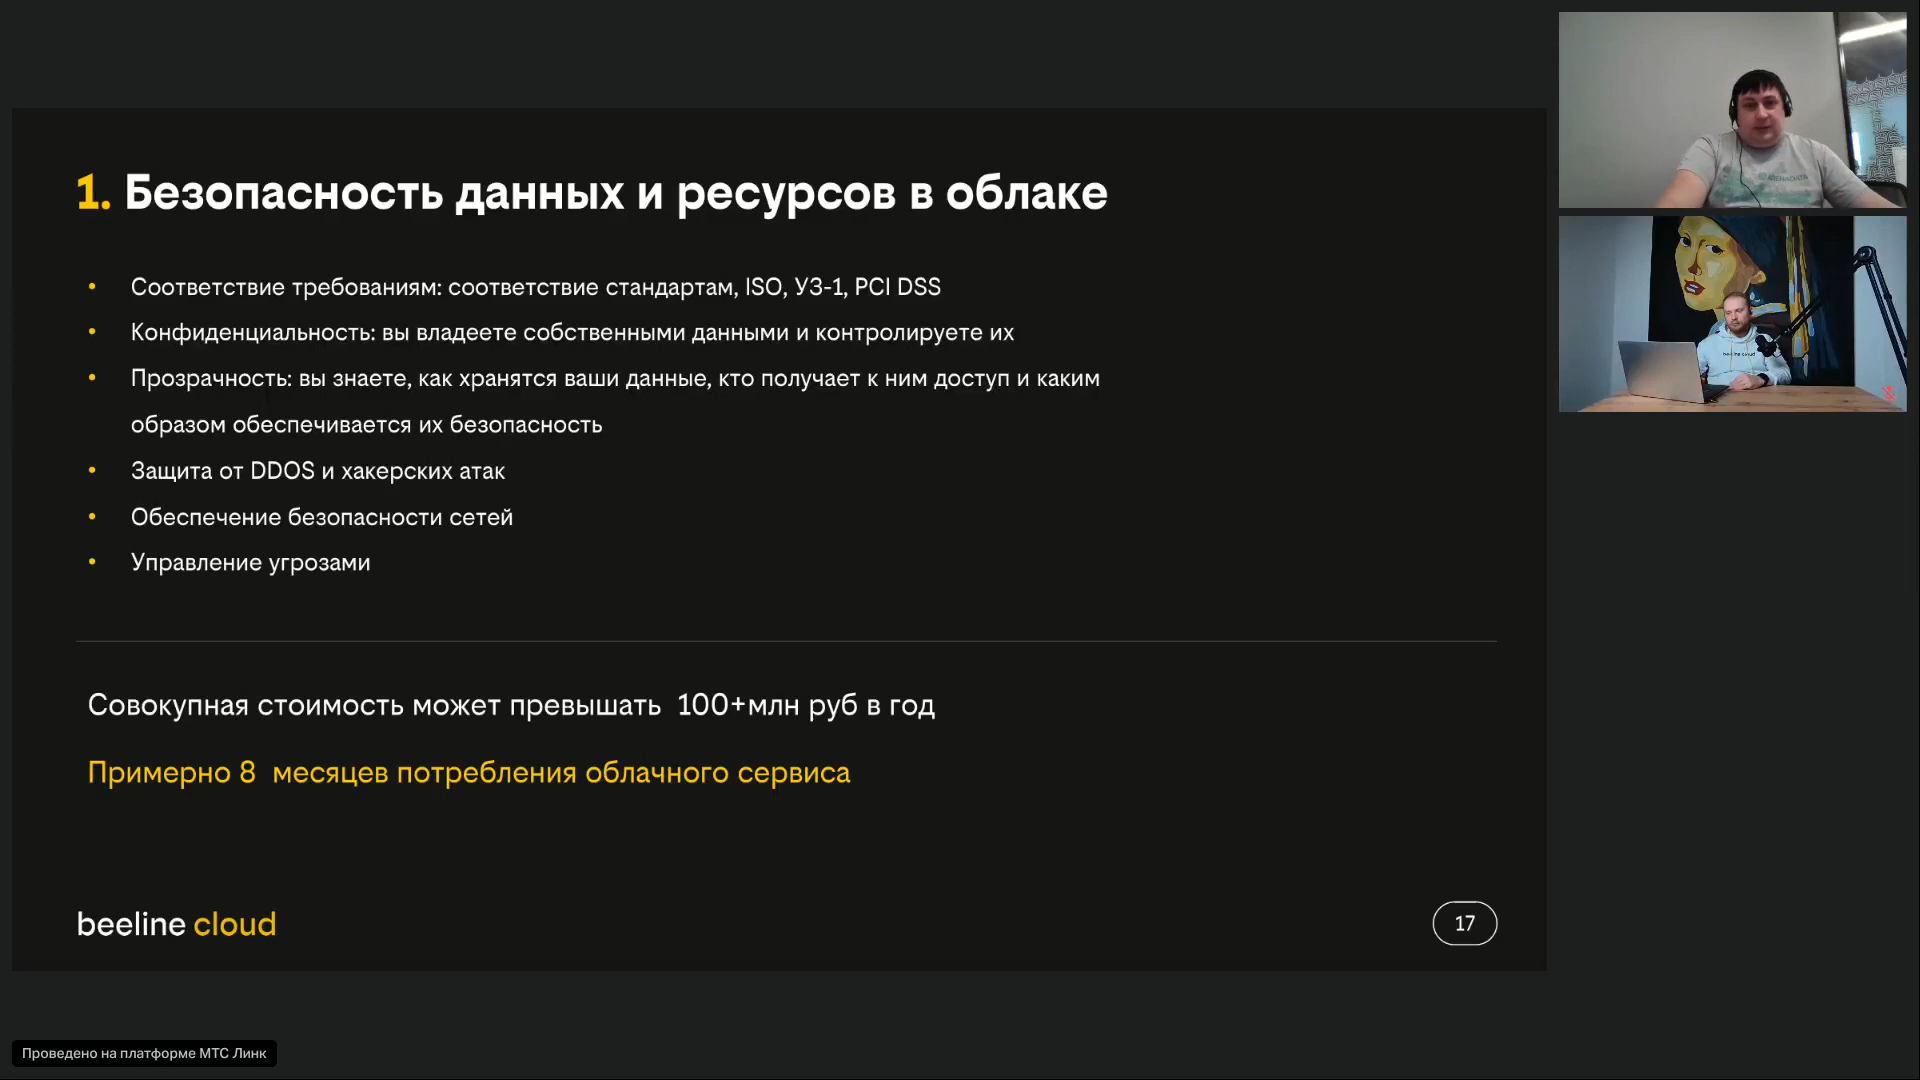 1. Безопасность данных и ресурсов в облаке
• Соответствие требованиям: соответствие стандартам, ISO, УЗ-1, PCI DSS
• Конфиденциальность: вы владеете собственными данными и контролируете их
• Прозрачность: вы знаете, как хранятся ваши данные, кто получает к ним доступ и каким
образом обеспечивается их безопасность
• Защита от DDOS и хакерских атак
• Обеспечение безопасности сетей
• Управление угрозами
Совокупная стоимость может превышать 100+млн руб в год
Примерно 8 месяцев потребления облачного сервиса
beeline cloud
17
beeline cloud
Проведено на платформе МТС Линк